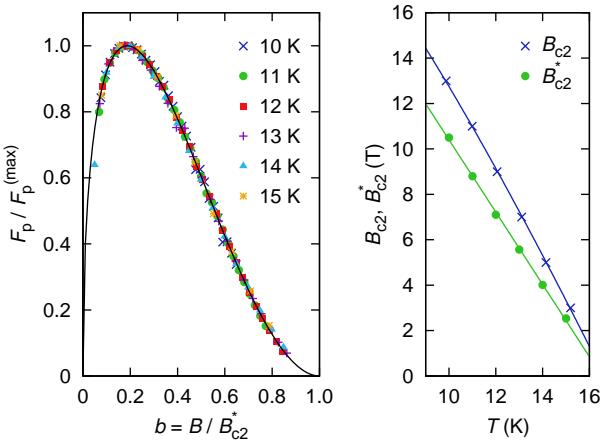 1.0
0.8
0.6
0.4
0.2
0
0 0.2 0.4 0.6 0.8 1.0
F_p / F_p^(max)
b = B / B*_c2
10 K
11 K
12 K
13 K
14 K
15 K
16
14
12
10
8
6
4
2
0
10 12 14 16
B_c2, B*_c2 (T)
T (K)
B_c2
B*_c2